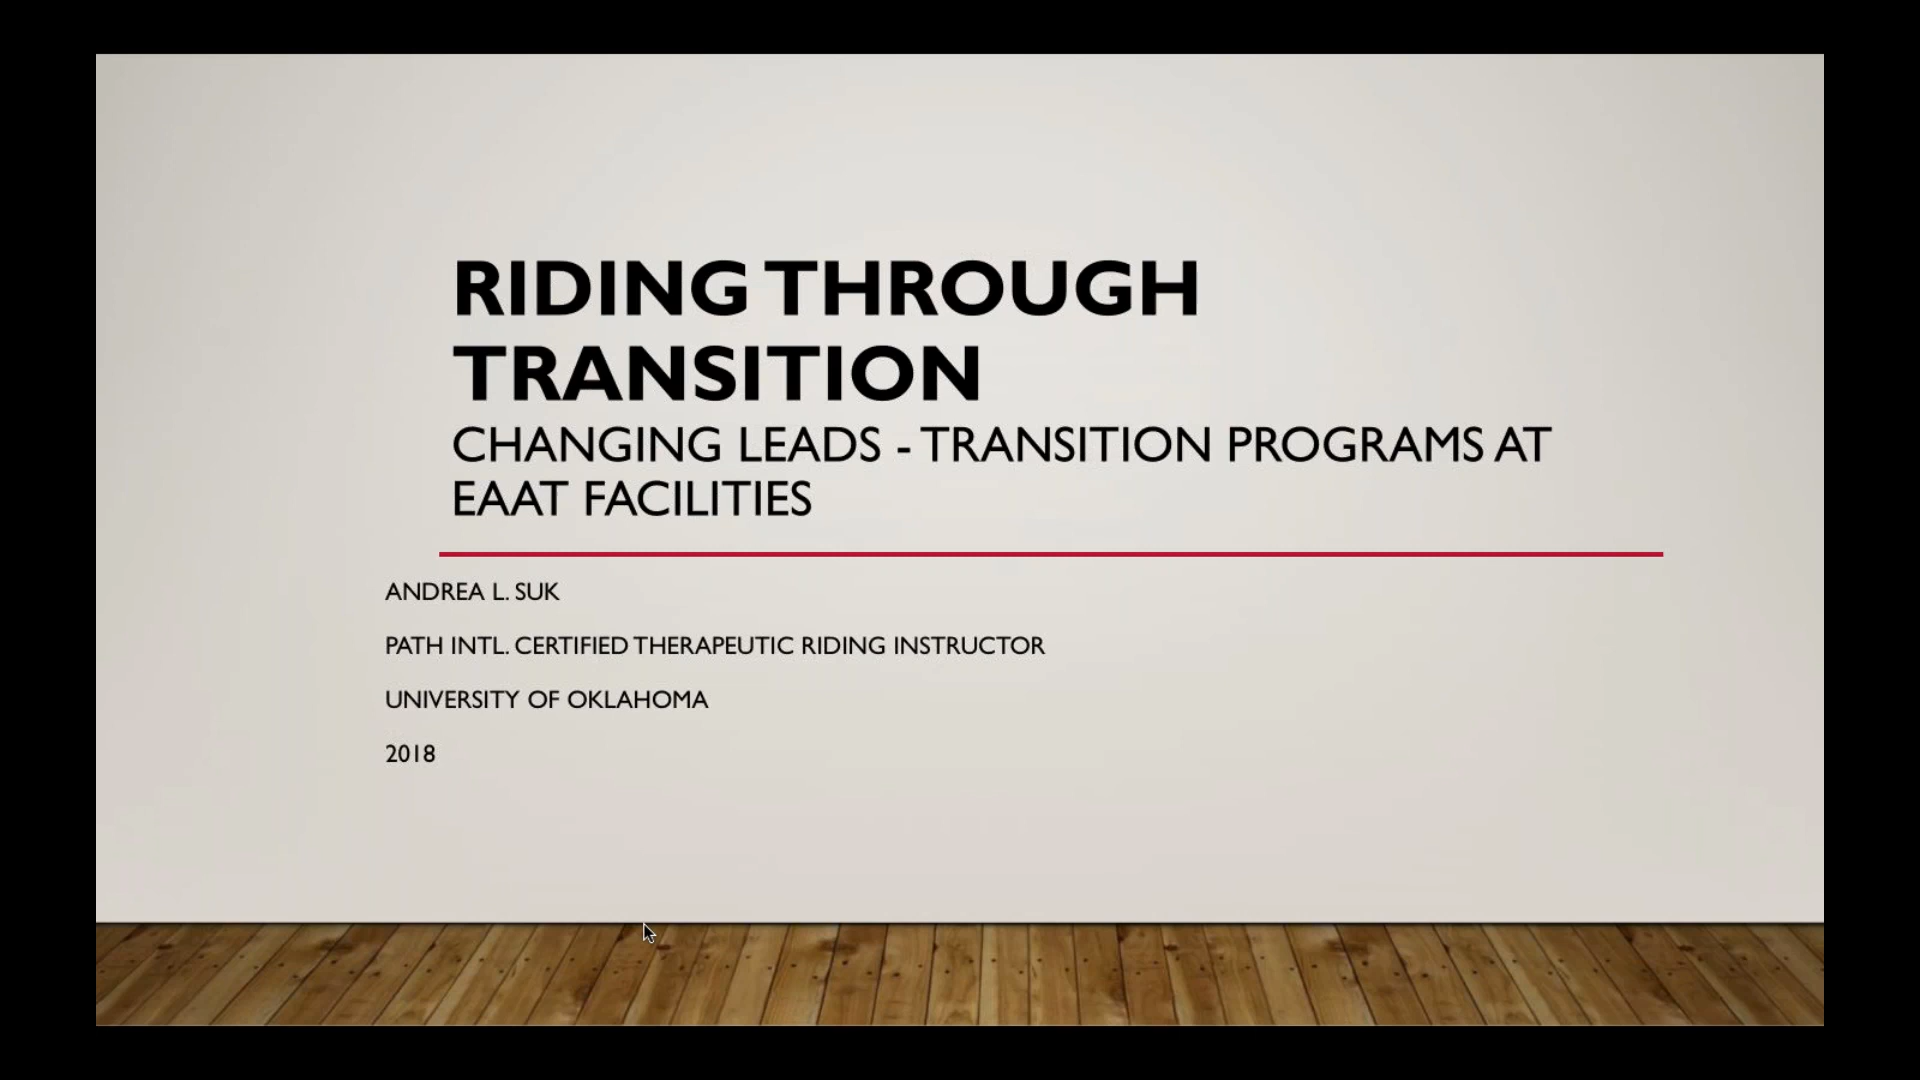 RIDING THROUGH
TRANSITION
CHANGING LEADS - TRANSITION PROGRAMS AT
EAAT FACILITIES
ANDREA L. SUK
PATH INTL. CERTIFIED THERAPEUTIC RIDING INSTRUCTOR
UNIVERSITY OF OKLAHOMA
2018